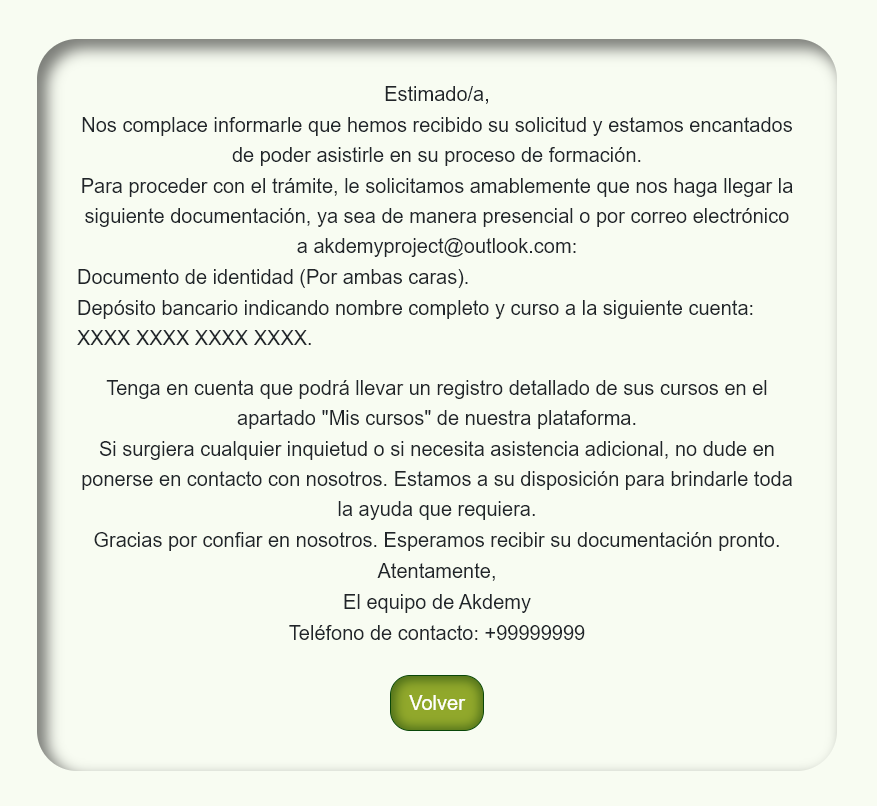 Estimado/a,
Nos complace informarle que hemos recibido su solicitud y estamos encantados
de poder asistirle en su proceso de formación.
Para proceder con el trámite, le solicitamos amablemente que nos haga llegar la
siguiente documentación, ya sea de manera presencial o por correo electrónico
a akdemyproject@outlook.com:
Documento de identidad (Por ambas caras).
Depósito bancario indicando nombre completo y curso a la siguiente cuenta:
XXXX XXXX XXXX XXXX.
Tenga en cuenta que podrá llevar un registro detallado de sus cursos en el
apartado "Mis cursos" de nuestra plataforma.
Si surgiera cualquier inquietud o si necesita asistencia adicional, no dude en
ponerse en contacto con nosotros. Estamos a su disposición para brindarle toda
la ayuda que requiera.
Gracias por confiar en nosotros. Esperamos recibir su documentación pronto.
Atentamente,
El equipo de Akdemy
Teléfono de contacto: +99999999
Volver